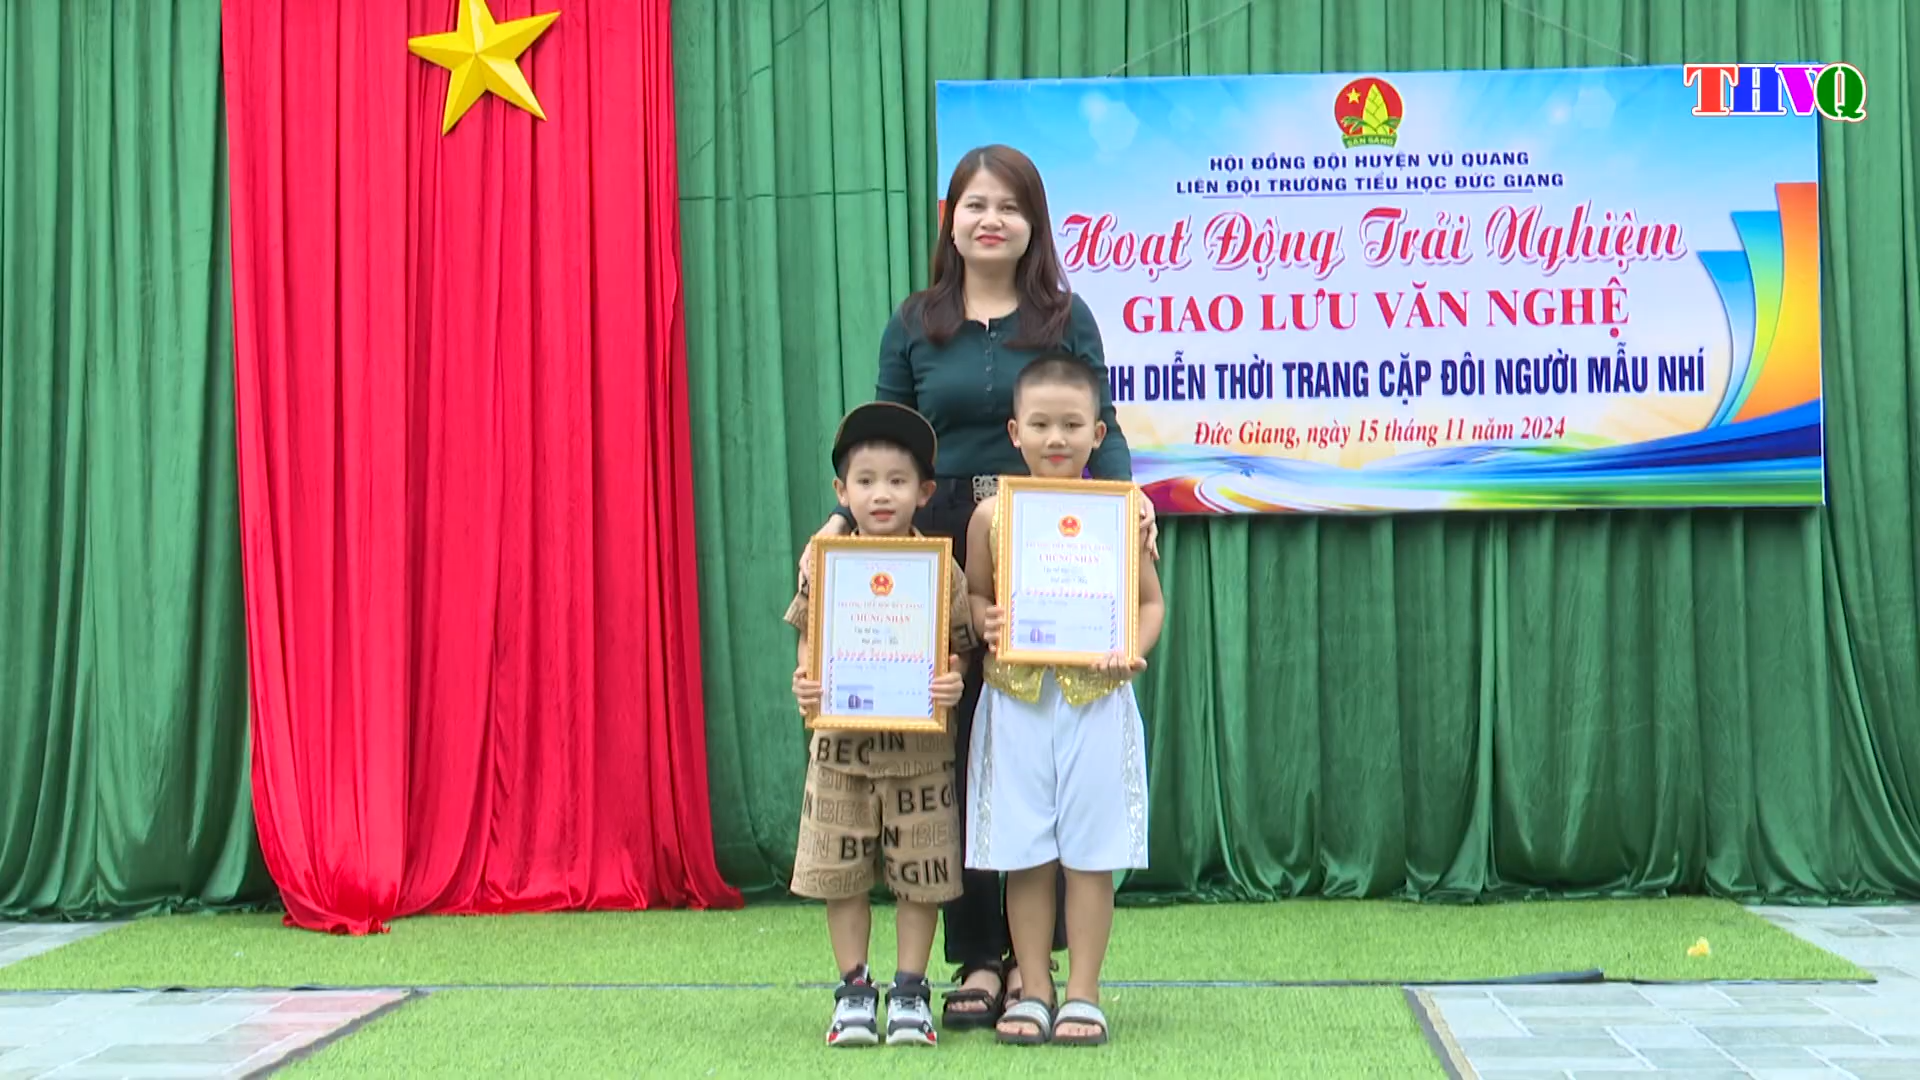 THVQ
SẴN SÀNG
HỘI ĐỒNG ĐỘI HUYỆN VŨ QUANG
LIÊN ĐỘI TRƯỜNG TIỂU HỌC ĐỨC GIANG
Hoạt Động Trải Nghiệm
GIAO LƯU VĂN NGHỆ
NH DIỄN THỜI TRANG CẶP ĐÔI NGƯỜI MẪU NHÍ
Đức Giang, ngày 15 tháng 11 năm 2024
CHỨNG NHẬN
CHỨNG NHẬN
BEGIN
BEGIN
BEGIN